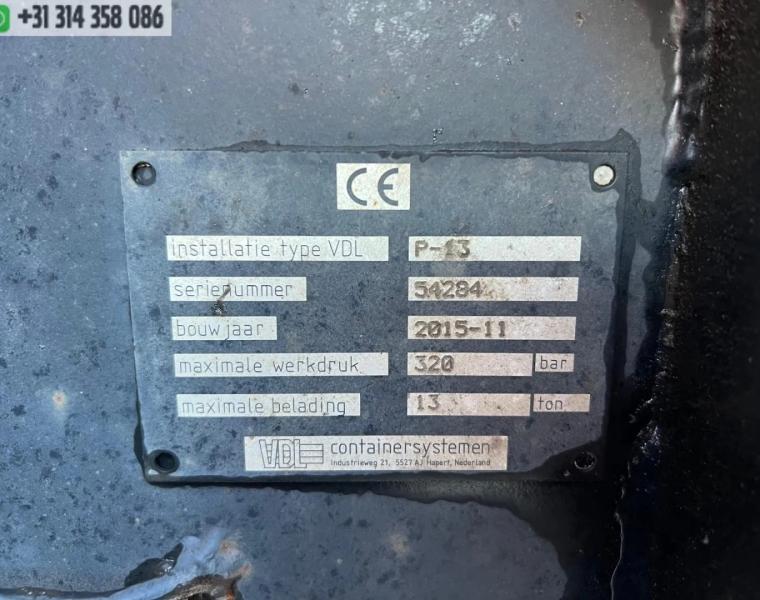 +31 314 358 086
CE
installatie type VDL P-13
serienummer 54284
bouwjaar 2015-11
maximale werkdruk 320 bar
maximale belading 13 ton
VDL containersystemen
Industrieweg 21, 5527 AJ Hapert, Nederland